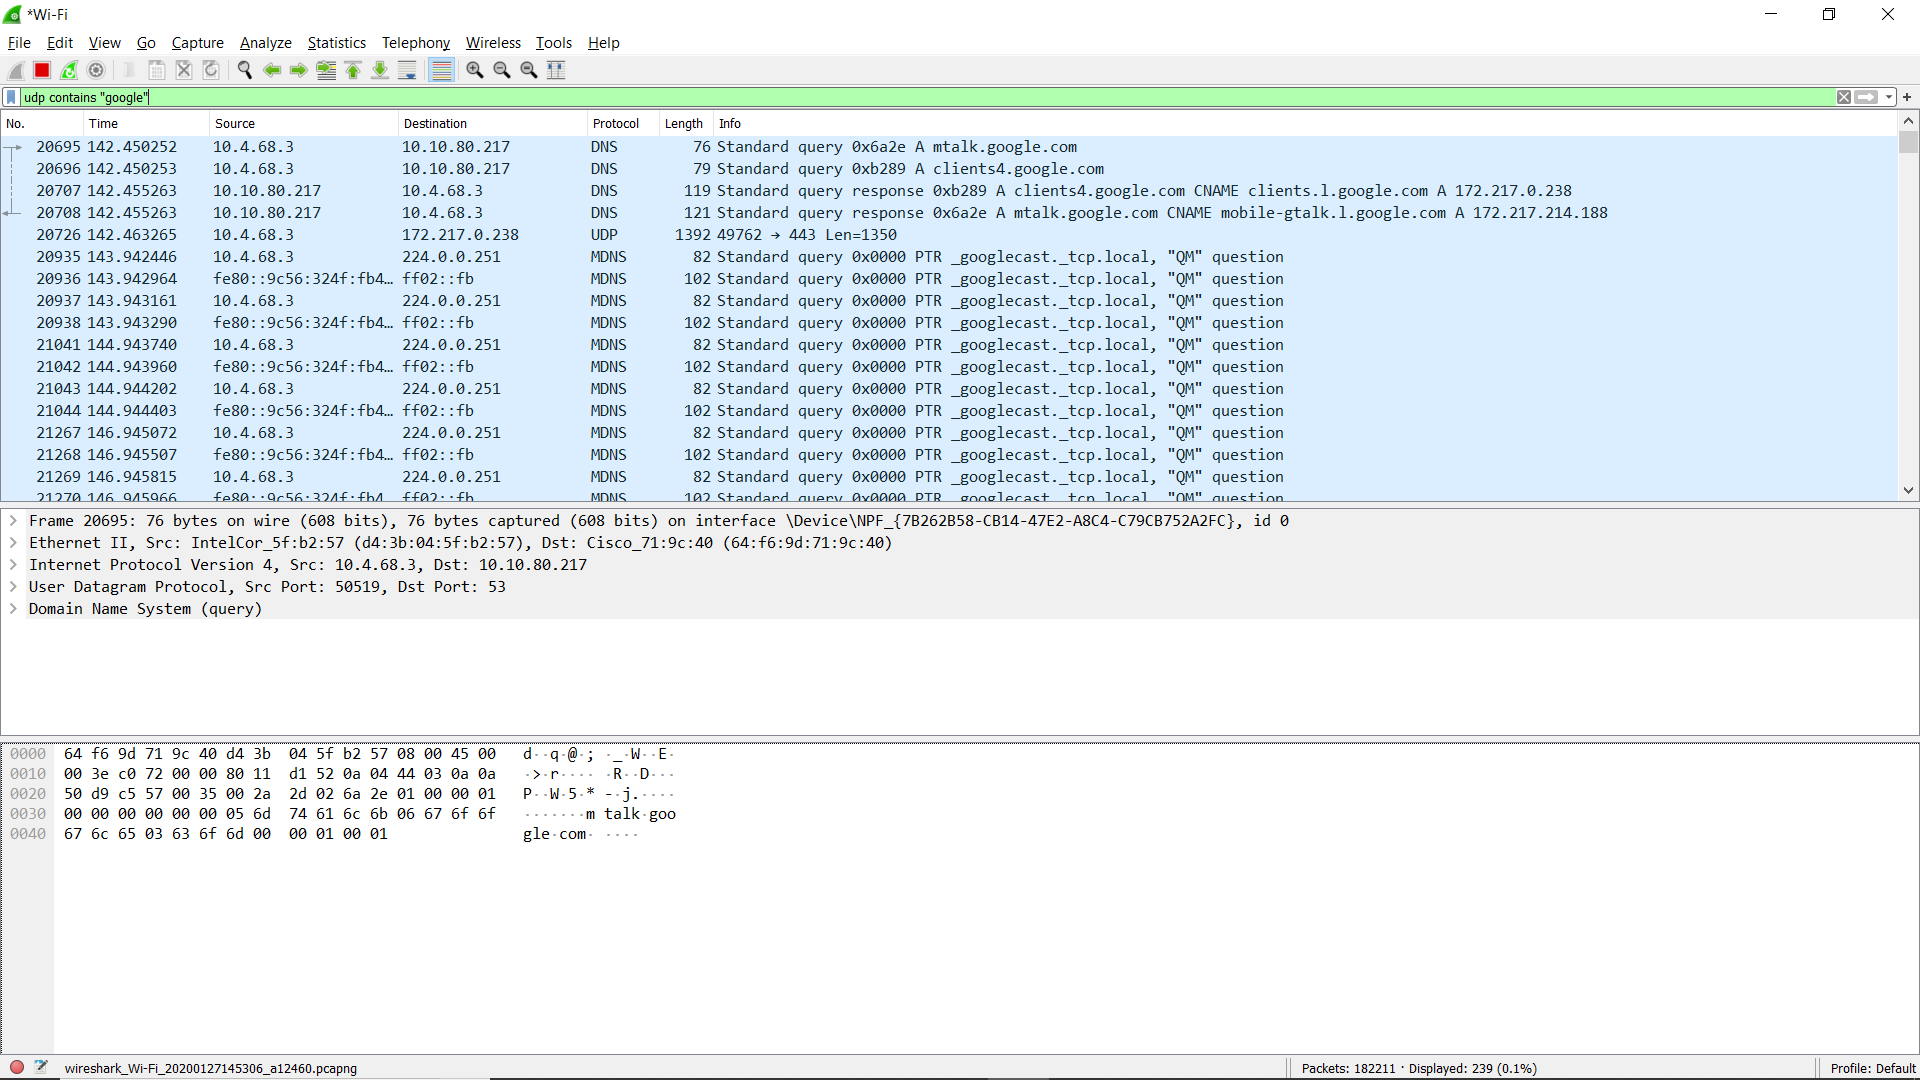 *Wi-Fi
File Edit View Go Capture Analyze Statistics Telephony Wireless Tools Help
udp contains "google"
No. Time Source Destination Protocol Length Info
20695 142.450252 10.4.68.3 10.10.80.217 DNS 76 Standard query 0x6a2e A mtalk.google.com
20696 142.450253 10.4.68.3 10.10.80.217 DNS 79 Standard query 0xb289 A clients4.google.com
20707 142.455263 10.10.80.217 10.4.68.3 DNS 119 Standard query response 0xb289 A clients4.google.com CNAME clients.l.google.com A 172.217.0.238
20708 142.455263 10.10.80.217 10.4.68.3 DNS 121 Standard query response 0x6a2e A mtalk.google.com CNAME mobile-gtalk.l.google.com A 172.217.214.188
20726 142.463265 10.4.68.3 172.217.0.238 UDP 1392 49762 → 443 Len=1350
20935 143.942446 10.4.68.3 224.0.0.251 MDNS 82 Standard query 0x0000 PTR _googlecast._tcp.local, "QM" question
20936 143.942964 fe80::9c56:324f:fb4… ff02::fb MDNS 102 Standard query 0x0000 PTR _googlecast._tcp.local, "QM" question
20937 143.943161 10.4.68.3 224.0.0.251 MDNS 82 Standard query 0x0000 PTR _googlecast._tcp.local, "QM" question
20938 143.943290 fe80::9c56:324f:fb4… ff02::fb MDNS 102 Standard query 0x0000 PTR _googlecast._tcp.local, "QM" question
21041 144.943740 10.4.68.3 224.0.0.251 MDNS 82 Standard query 0x0000 PTR _googlecast._tcp.local, "QM" question
21042 144.943960 fe80::9c56:324f:fb4… ff02::fb MDNS 102 Standard query 0x0000 PTR _googlecast._tcp.local, "QM" question
21043 144.944202 10.4.68.3 224.0.0.251 MDNS 82 Standard query 0x0000 PTR _googlecast._tcp.local, "QM" question
21044 144.944403 fe80::9c56:324f:fb4… ff02::fb MDNS 102 Standard query 0x0000 PTR _googlecast._tcp.local, "QM" question
21267 146.945072 10.4.68.3 224.0.0.251 MDNS 82 Standard query 0x0000 PTR _googlecast._tcp.local, "QM" question
21268 146.945507 fe80::9c56:324f:fb4… ff02::fb MDNS 102 Standard query 0x0000 PTR _googlecast._tcp.local, "QM" question
21269 146.945815 10.4.68.3 224.0.0.251 MDNS 82 Standard query 0x0000 PTR _googlecast._tcp.local, "QM" question
21270 146.945966 fe80::9c56:324f:fb4… ff02::fb MDNS 102 Standard query 0x0000 PTR _googlecast._tcp.local, "QM" question
Frame 20695: 76 bytes on wire (608 bits), 76 bytes captured (608 bits) on interface \Device\NPF_{7B262B58-CB14-47E2-A8C4-C79CB752A2FC}, id 0
Ethernet II, Src: IntelCor_5f:b2:57 (d4:3b:04:5f:b2:57), Dst: Cisco_71:9c:40 (64:f6:9d:71:9c:40)
Internet Protocol Version 4, Src: 10.4.68.3, Dst: 10.10.80.217
User Datagram Protocol, Src Port: 50519, Dst Port: 53
Domain Name System (query)
0000 64 f6 9d 71 9c 40 d4 3b 04 5f b2 57 08 00 45 00 d··q·@·; ·_·W··E·
0010 00 3e c0 72 00 00 80 11 d1 52 0a 04 44 03 0a 0a ·>·r···· ·R··D···
0020 50 d9 c5 57 00 35 00 2a 2d 02 6a 2e 01 00 00 01 P··W·5·* -·j.····
0030 00 00 00 00 00 00 05 6d 74 61 6c 6b 06 67 6f 6f ·······m talk·goo
0040 67 6c 65 03 63 6f 6d 00 00 01 00 01 gle·com· ····
wireshark_Wi-Fi_20200127145306_a12460.pcapng
Packets: 182211 · Displayed: 239 (0.1%)
Profile: Default